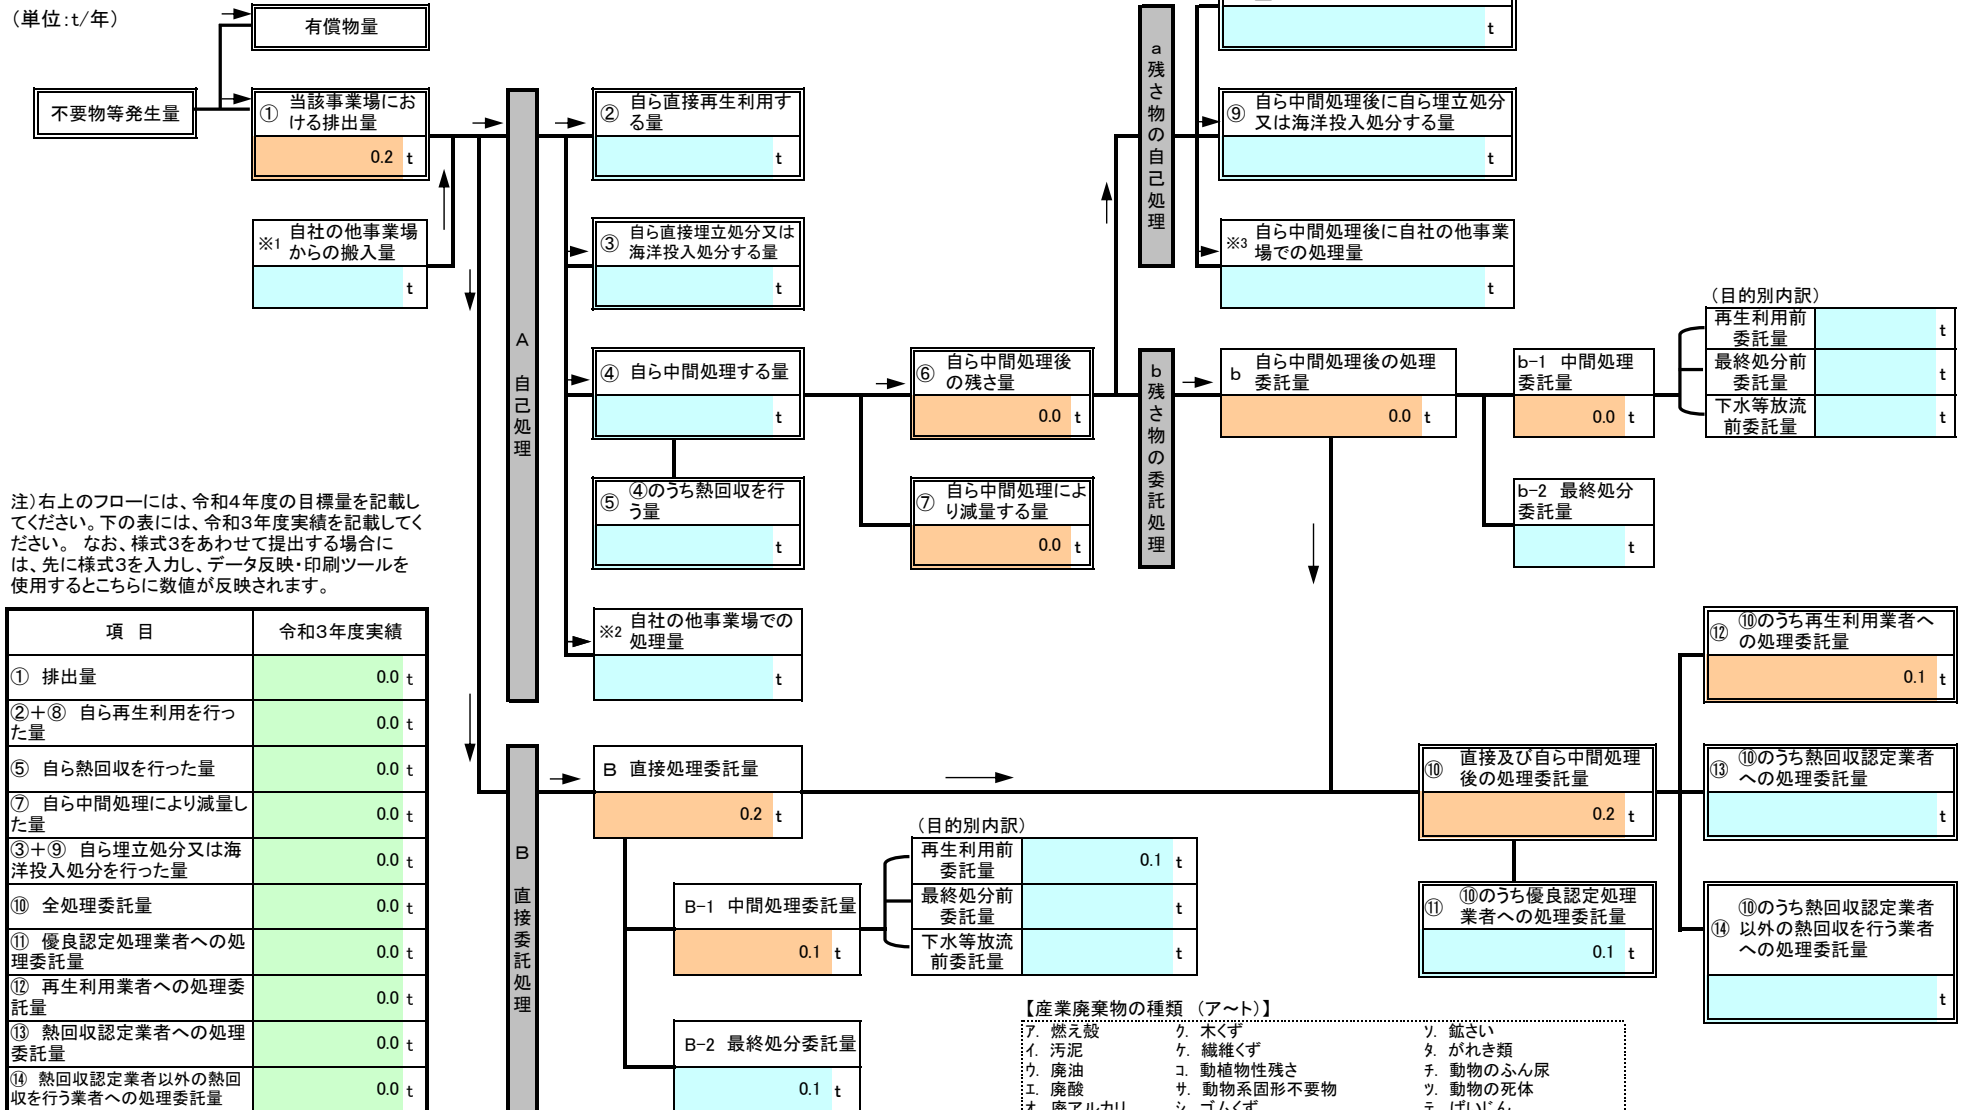 （単位:t/年）
有償物量
不要物等発生量
① 当該事業場にお
ける排出量
0.2 t
※1 自社の他事業場
からの搬入量
t
A 自己処理
② 自ら直接再生利用す
る量
t
③ 自ら直接埋立処分又は
海洋投入処分する量
t
④ 自ら中間処理する量
t
⑤ ④のうち熱回収を行
う量
t
※2 自社の他事業場での
処理量
t
⑥ 自ら中間処理後
の残さ量
0.0 t
⑦ 自ら中間処理によ
り減量する量
0.0 t
a 残さ物の自己処理
t
⑨ 自ら中間処理後に自ら埋立処分
又は海洋投入処分する量
t
※3 自ら中間処理後に自社の他事業
場での処理量
t
b 残さ物の委託処理
b 自ら中間処理後の処理
委託量
0.0 t
b-1 中間処理
委託量
0.0 t
（目的別内訳）
再生利用前
委託量
t
最終処分前
委託量
t
下水等放流
前委託量
t
b-2 最終処分
委託量
t
注）右上のフローには、令和４年度の目標量を記載し
てください。下の表には、令和３年度実績を記載してく
ださい。 なお、様式３をあわせて提出する場合に
は、先に様式３を入力し、データ反映・印刷ツールを
使用するとこちらに数値が反映されます。
項 目 令和３年度実績
① 排出量 0.0 t
②＋⑧ 自ら再生利用を行っ
た量 0.0 t
⑤ 自ら熱回収を行った量 0.0 t
⑦ 自ら中間処理により減量し
た量 0.0 t
③＋⑨ 自ら埋立処分又は海
洋投入処分を行った量 0.0 t
⑩ 全処理委託量 0.0 t
⑪ 優良認定処理業者への処
理委託量 0.0 t
⑫ 再生利用業者への処理委
託量 0.0 t
⑬ 熱回収認定業者への処理
委託量 0.0 t
⑭ 熱回収認定業者以外の熱回
収を行う業者への処理委託量 0.0 t
B 直接委託処理
B 直接処理委託量
0.2 t
B-1 中間処理委託量
0.1 t
（目的別内訳）
再生利用前
委託量
0.1 t
最終処分前
委託量
t
下水等放流
前委託量
t
B-2 最終処分委託量
0.1 t
⑩ 直接及び自ら中間処理
後の処理委託量
0.2 t
⑪ ⑩のうち優良認定処理
業者への処理委託量
0.1 t
⑫ ⑩のうち再生利用業者へ
の処理委託量
0.1 t
⑬ ⑩のうち熱回収認定業者
への処理委託量
t
⑭ ⑩のうち熱回収認定業者
以外の熱回収を行う業者
への処理委託量
t
【産業廃棄物の種類 （ア～ト）】
ｱ. 燃え殻 ｸ. 木くず ｿ. 鉱さい
ｲ. 汚泥 ｹ. 繊維くず ﾀ. がれき類
ｳ. 廃油 ｺ. 動植物性残さ ﾁ. 動物のふん尿
ｴ. 廃酸 ｻ. 動物系固形不要物 ﾂ. 動物の死体
ｵ. 廃アルカリ ｼ. ゴムくず ﾃ. ばいじん